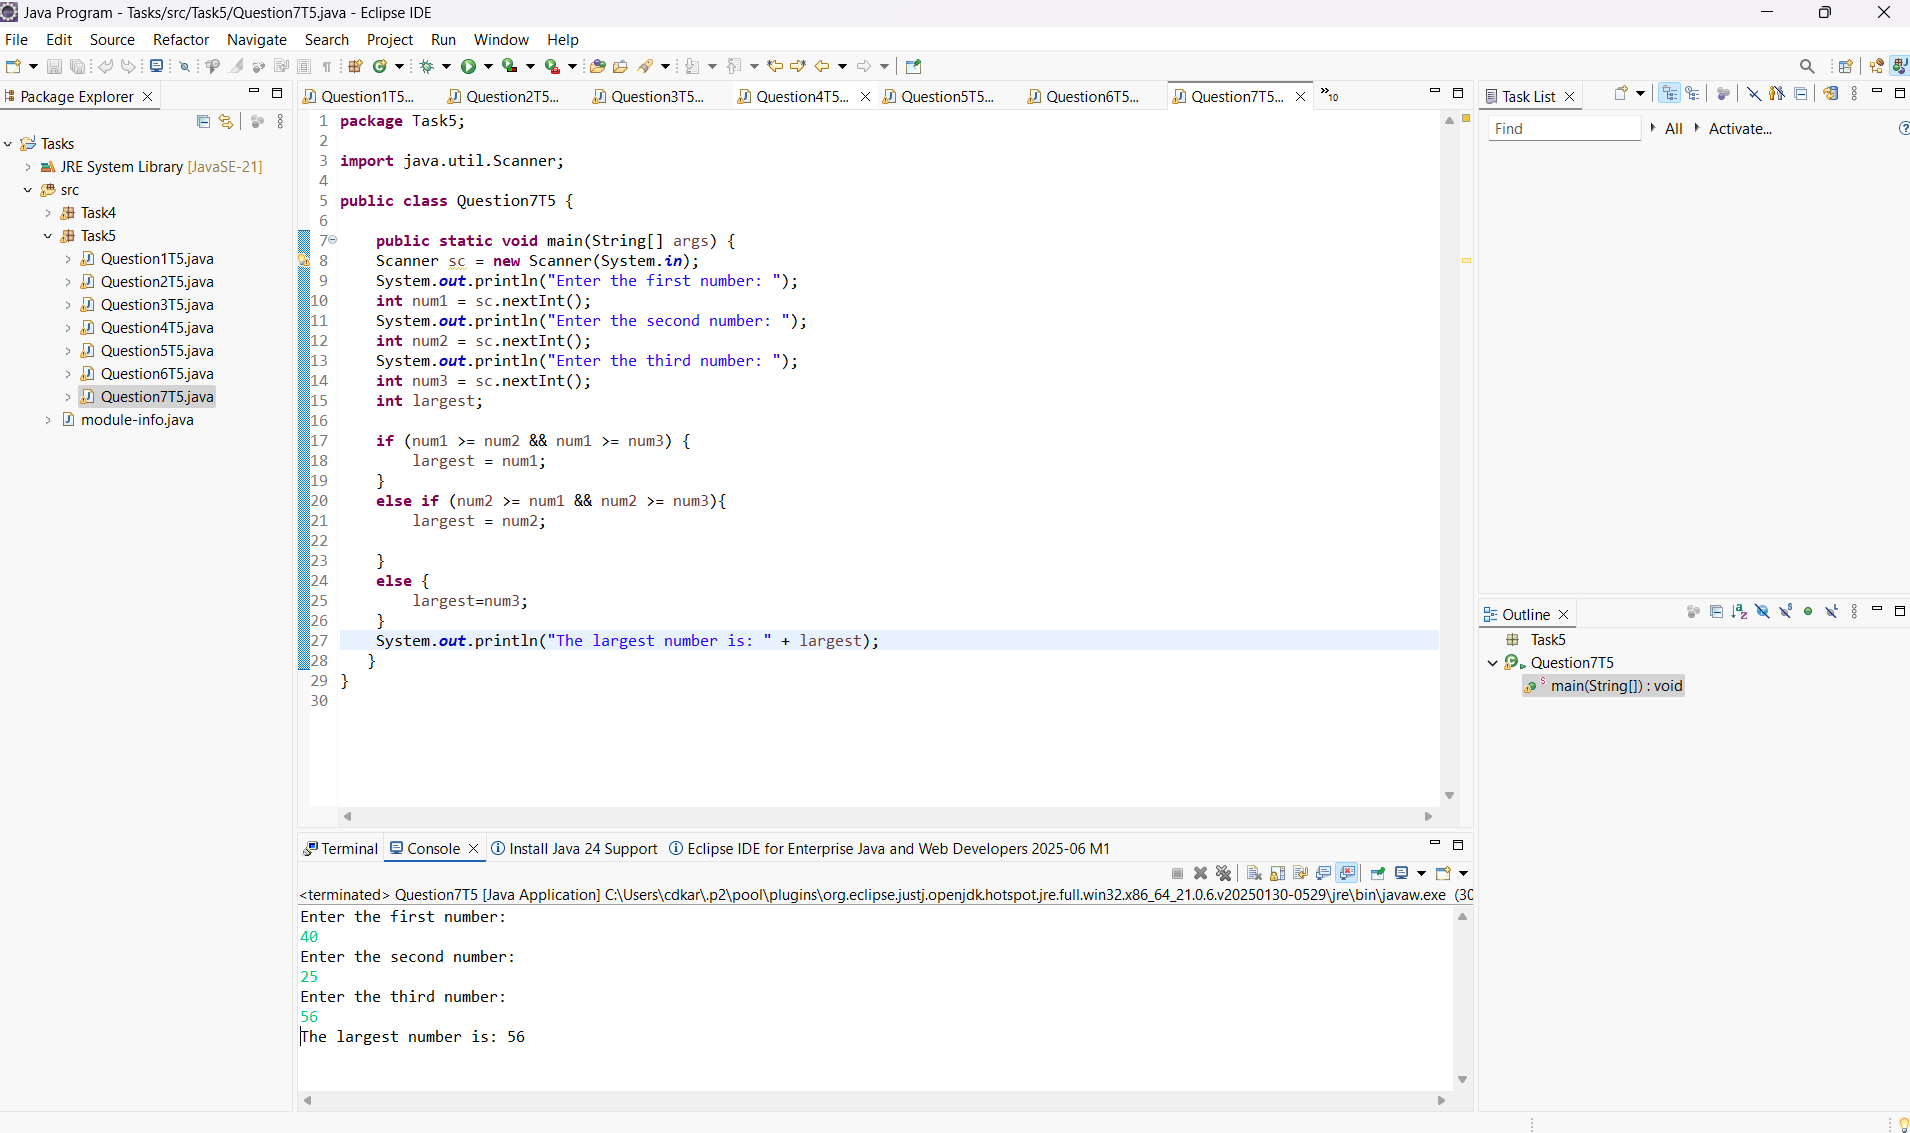 Java Program - Tasks/src/Task5/Question7T5.java - Eclipse IDE
File Edit Source Refactor Navigate Search Project Run Window Help
Package Explorer
Tasks
JRE System Library [JavaSE-21]
src
Task4
Task5
Question1T5.java
Question2T5.java
Question3T5.java
Question4T5.java
Question5T5.java
Question6T5.java
Question7T5.java
module-info.java
Question1T5... Question2T5... Question3T5... Question4T5... Question5T5... Question6T5... Question7T5... »10
1 package Task5;
2
3 import java.util.Scanner;
4
5 public class Question7T5 {
6
7 public static void main(String[] args) {
8 Scanner sc = new Scanner(System.in);
9 System.out.println("Enter the first number: ");
10 int num1 = sc.nextInt();
11 System.out.println("Enter the second number: ");
12 int num2 = sc.nextInt();
13 System.out.println("Enter the third number: ");
14 int num3 = sc.nextInt();
15 int largest;
16
17 if (num1 >= num2 && num1 >= num3) {
18 largest = num1;
19 }
20 else if (num2 >= num1 && num2 >= num3){
21 largest = num2;
22
23 }
24 else {
25 largest=num3;
26 }
27 System.out.println("The largest number is: " + largest);
28 }
29 }
30
Terminal Console Install Java 24 Support Eclipse IDE for Enterprise Java and Web Developers 2025-06 M1
<terminated> Question7T5 [Java Application] C:\Users\cdkar\.p2\pool\plugins\org.eclipse.justj.openjdk.hotspot.jre.full.win32.x86_64_21.0.6.v20250130-0529\jre\bin\javaw.exe (30
Enter the first number:
40
Enter the second number:
25
Enter the third number:
56
The largest number is: 56
Task List
Find All Activate...
Outline
Task5
Question7T5
main(String[]) : void